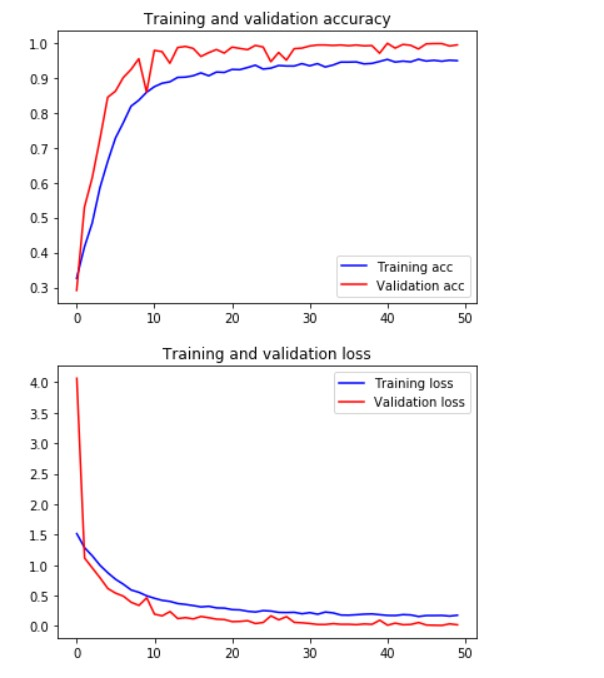 Training and validation accuracy
1.0
0.9
0.8
0.7
0.6
0.5
0.4
0.3
Training acc
Validation acc
0 10 20 30 40 50
Training and validation loss
4.0
3.5
3.0
2.5
2.0
1.5
1.0
0.5
0.0
Training loss
Validation loss
0 10 20 30 40 50